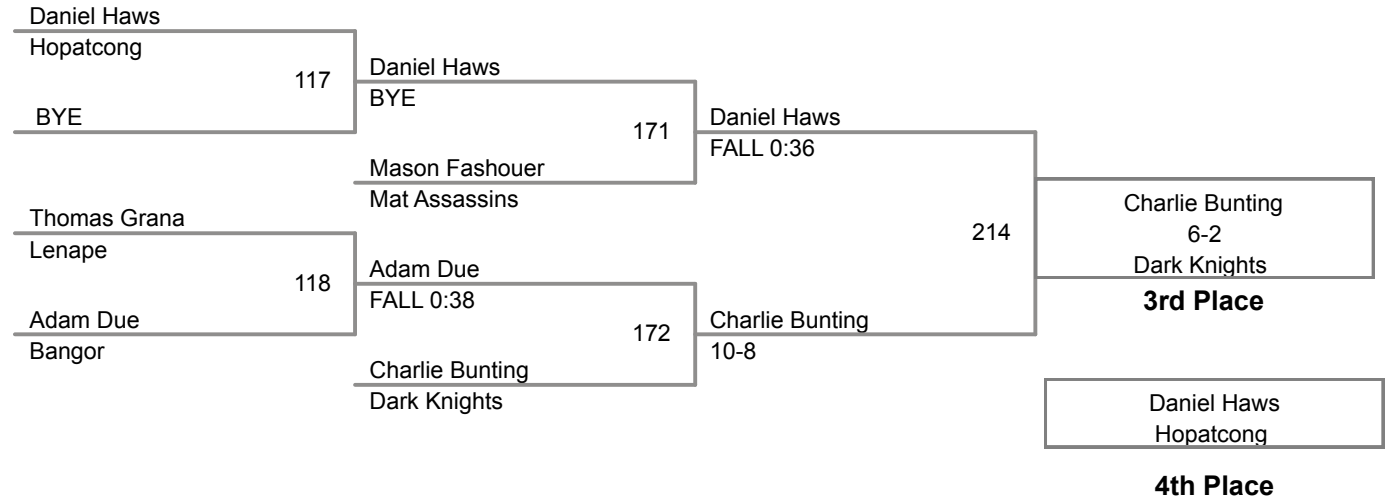 Daniel Haws
Hopatcong
117
BYE
Thomas Grana
Lenape
118
Adam Due
Bangor
Daniel Haws
BYE
171
Mason Fashouer
Mat Assassins
Adam Due
FALL 0:38
172
Charlie Bunting
Dark Knights
Daniel Haws
FALL 0:36
214
Charlie Bunting
10-8
Charlie Bunting
6-2
Dark Knights
3rd Place
Daniel Haws
Hopatcong
4th Place